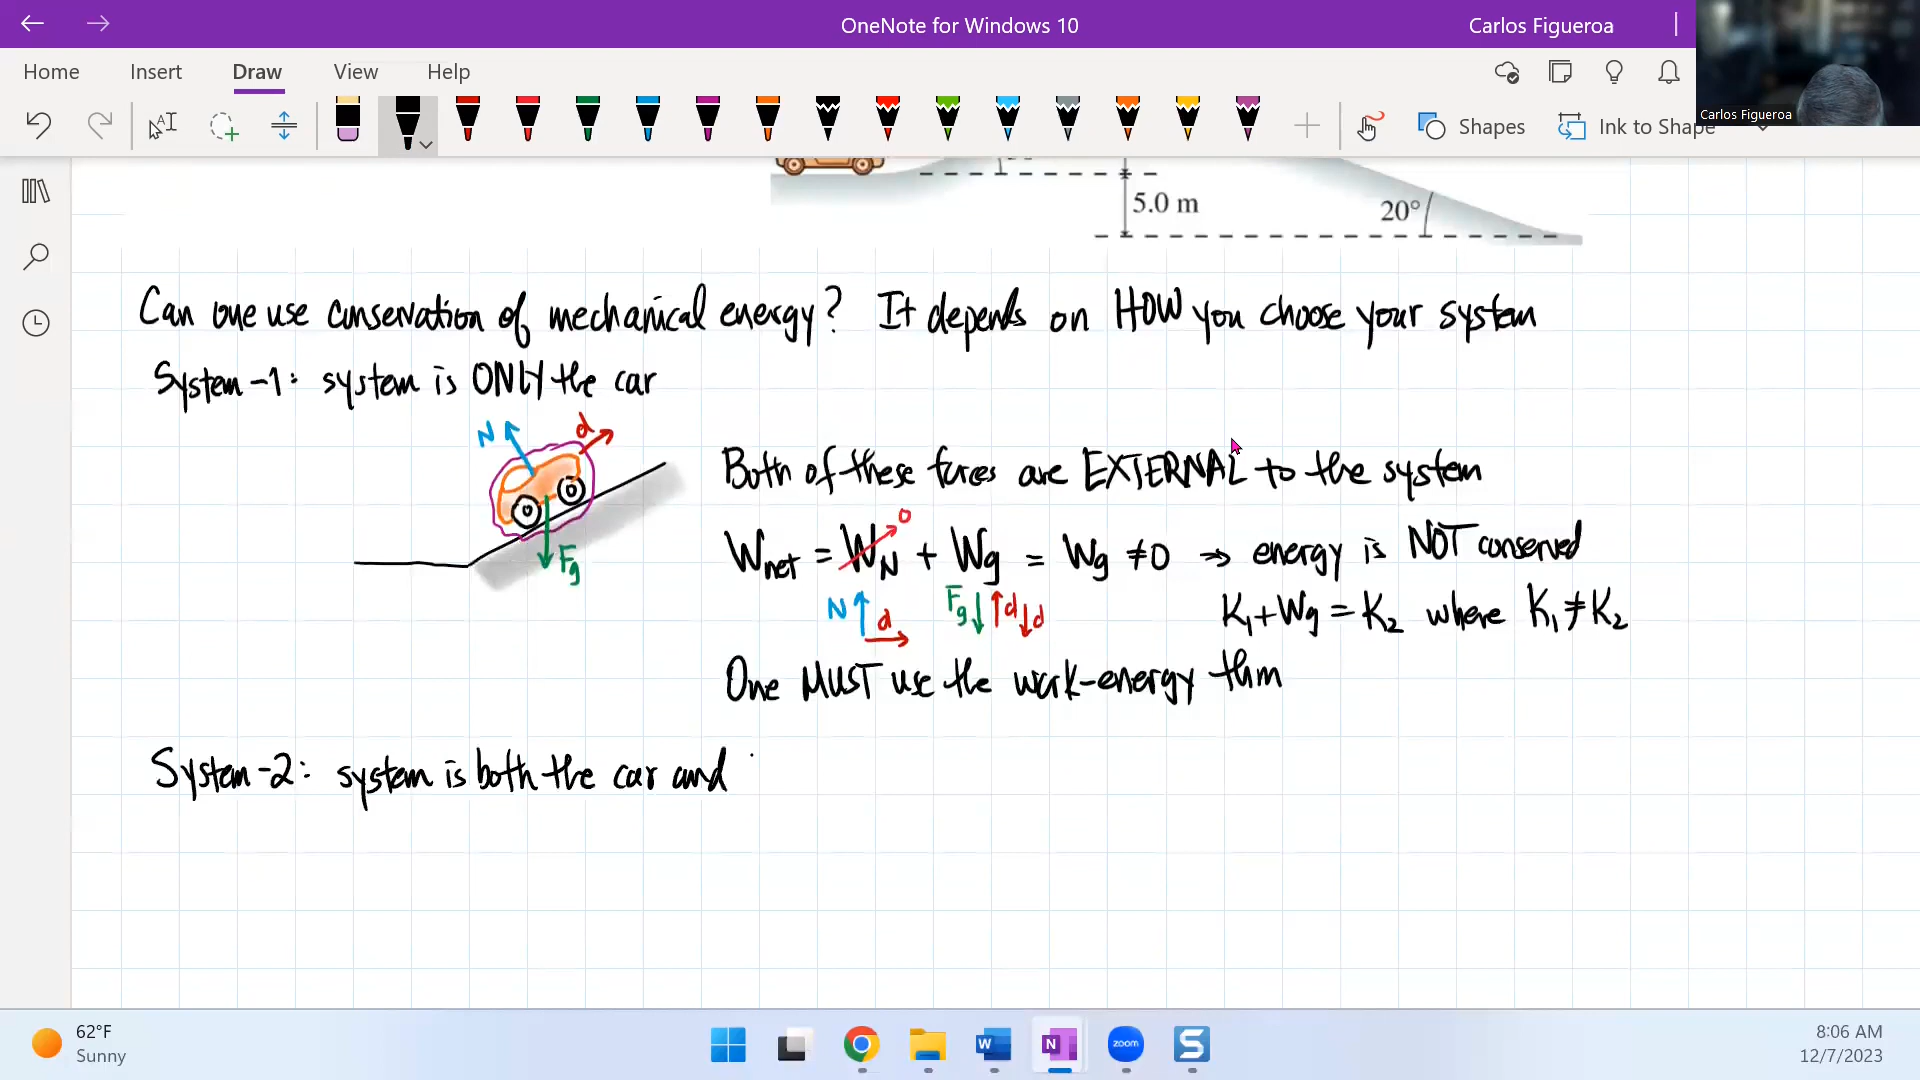 OneNote for Windows 10
Carlos Figueroa
Home Insert Draw View Help
Shapes Ink to Shape
Carlos Figueroa
5.0 m
20°
Can one use conservation of mechanical energy? It depends on HOW you choose your system
System-1: system is ONLY the car
N d
Fg
Both of these forces are EXTERNAL to the system
Wnet = WN + Wg = Wg ≠ 0 ⇒ energy is NOT conserved
0
N d Fg d d
K1 + Wg = K2 where K1 ≠ K2
One MUST use the work-energy thm
System-2: system is both the car and
62°F
Sunny
8:06 AM
12/7/2023